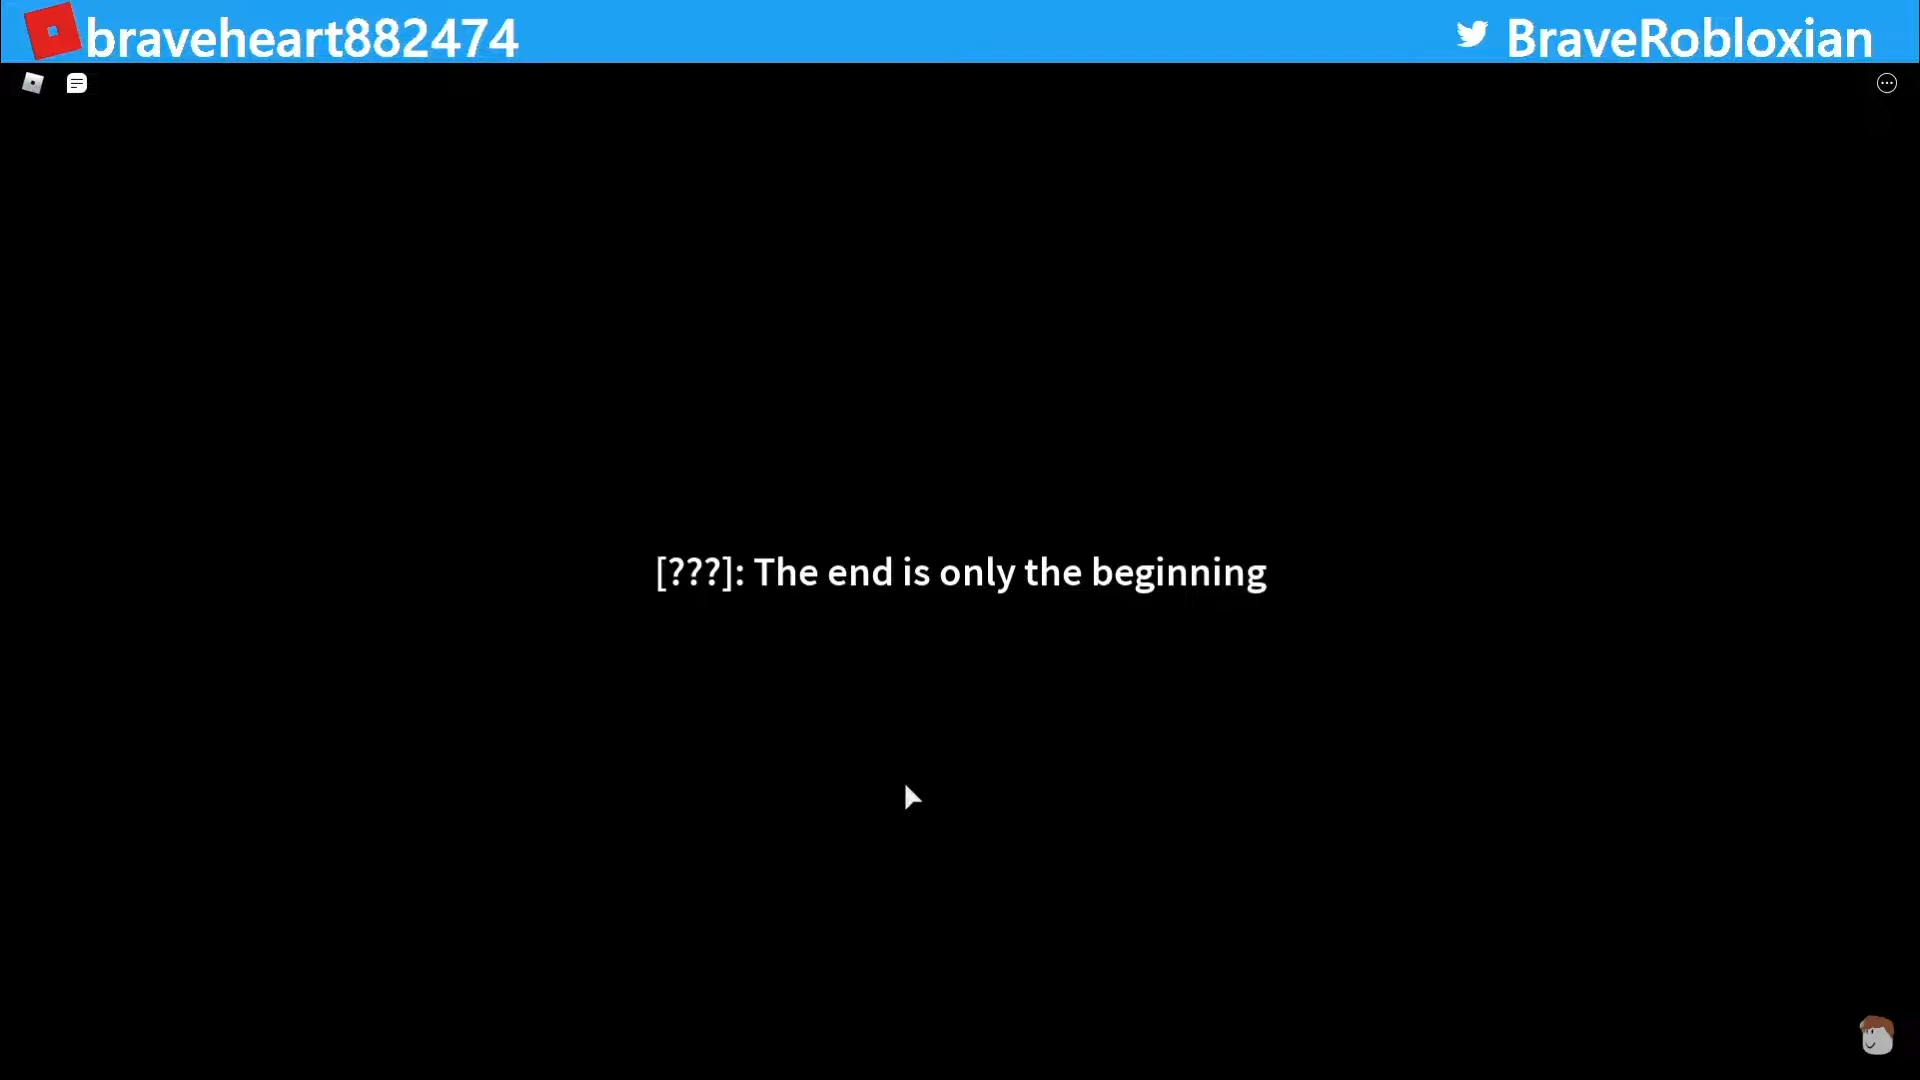 braveheart882474
BraveRobloxian
[???]: The end is only the beginning